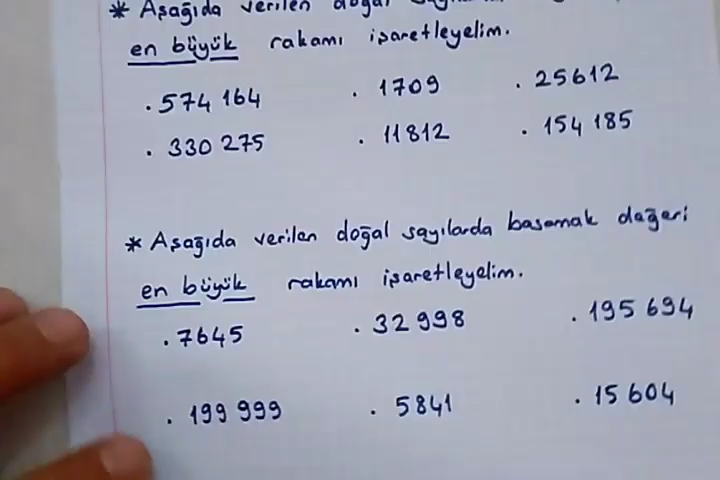 * Aşağıda verilen doğal
en büyük rakamı işaretleyelim.
. 574 164 . 1709 . 25612
. 330 275 . 11812 . 154 185
* Aşağıda verilen doğal sayılarda basamak değeri
en büyük rakamı işaretleyelim.
. 7645 . 32 998 . 195 694
. 199 999 . 5841 . 15 604